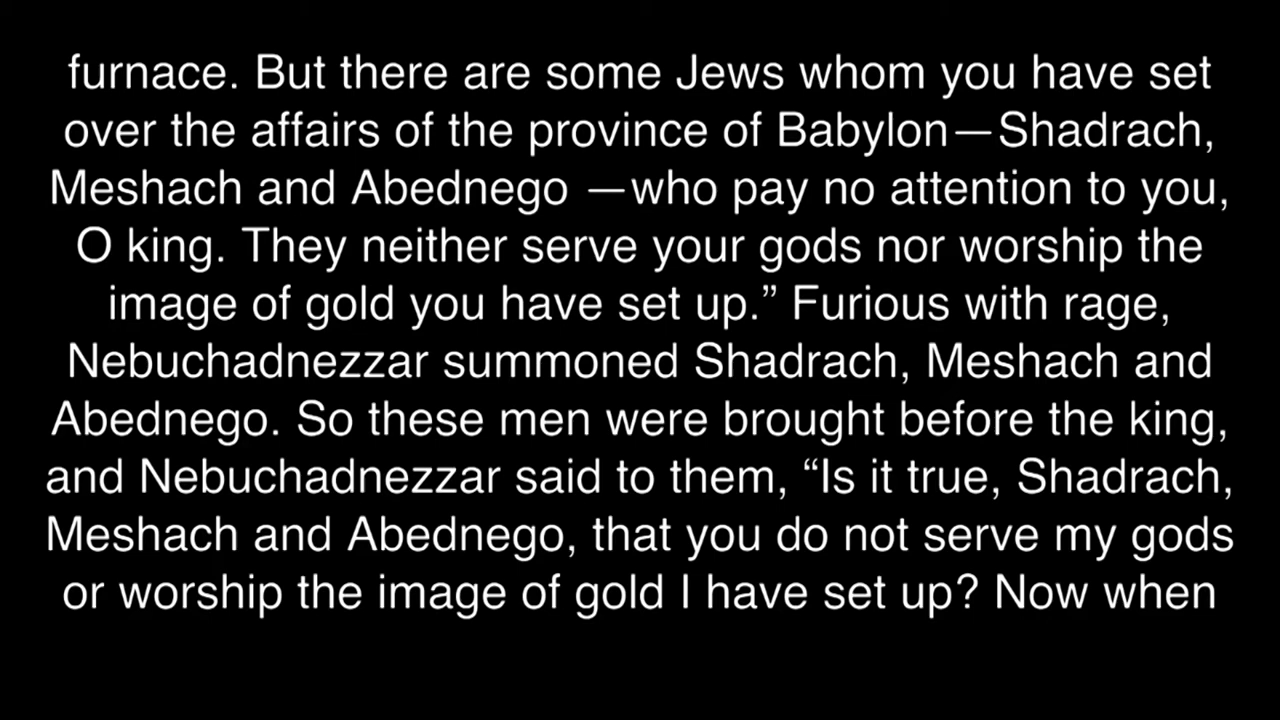 furnace. But there are some Jews whom you have set
over the affairs of the province of Babylon—Shadrach,
Meshach and Abednego —who pay no attention to you,
O king. They neither serve your gods nor worship the
image of gold you have set up.” Furious with rage,
Nebuchadnezzar summoned Shadrach, Meshach and
Abednego. So these men were brought before the king,
and Nebuchadnezzar said to them, “Is it true, Shadrach,
Meshach and Abednego, that you do not serve my gods
or worship the image of gold I have set up? Now when